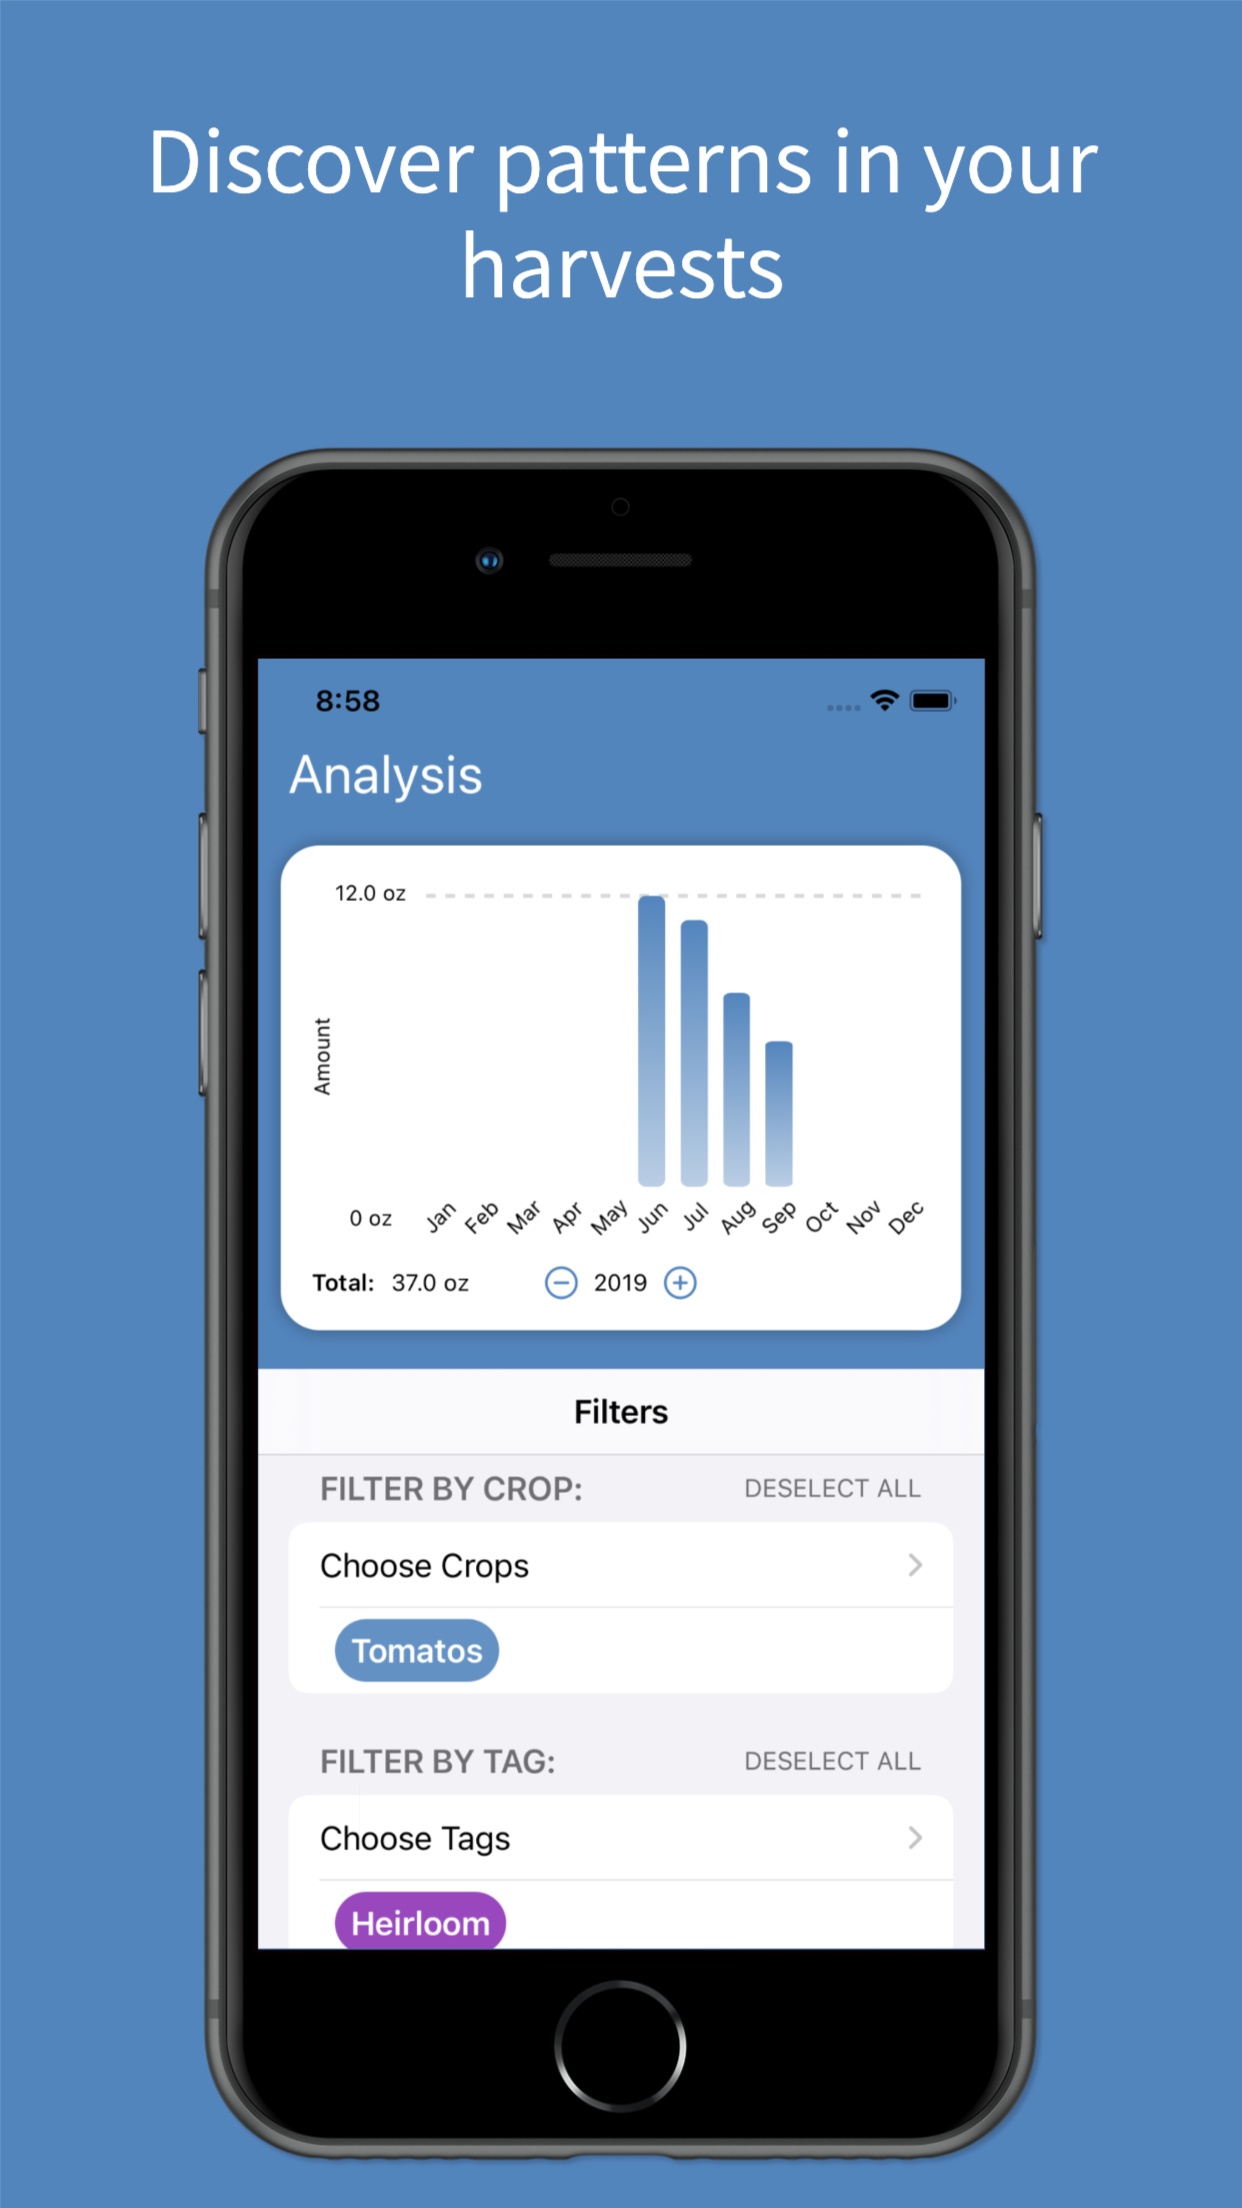 Discover patterns in your
harvests
8:58
Analysis
12.0 oz
Amount
0 oz Jan Feb Mar Apr May Jun Jul Aug Sep Oct Nov Dec
Total: 37.0 oz 2019
Filters
FILTER BY CROP: DESELECT ALL
Choose Crops
Tomatos
FILTER BY TAG: DESELECT ALL
Choose Tags
Heirloom